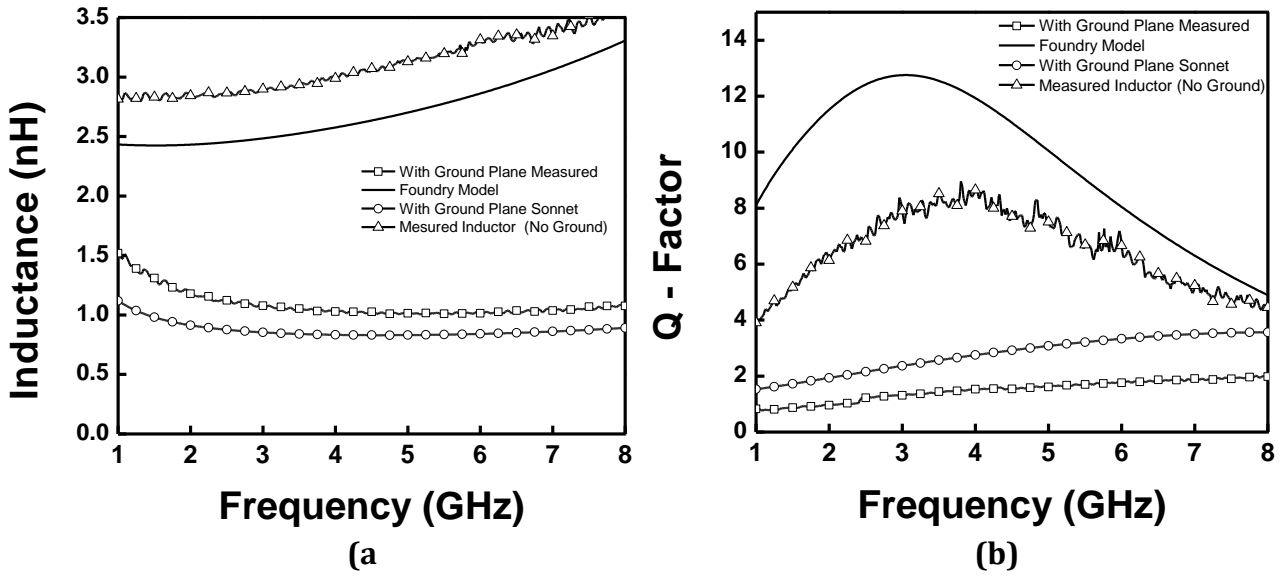 Inductance (nH)
3.5
3.0
2.5
2.0
1.5
1.0
0.5
0.0
With Ground Plane Measured
Foundry Model
With Ground Plane Sonnet
Mesured Inductor (No Ground)
1 2 3 4 5 6 7 8
Frequency (GHz)
(a
Q - Factor
14
12
10
8
6
4
2
0
With Ground Plane Measured
Foundry Model
With Ground Plane Sonnet
Measured Inductor (No Ground)
1 2 3 4 5 6 7 8
Frequency (GHz)
(b)